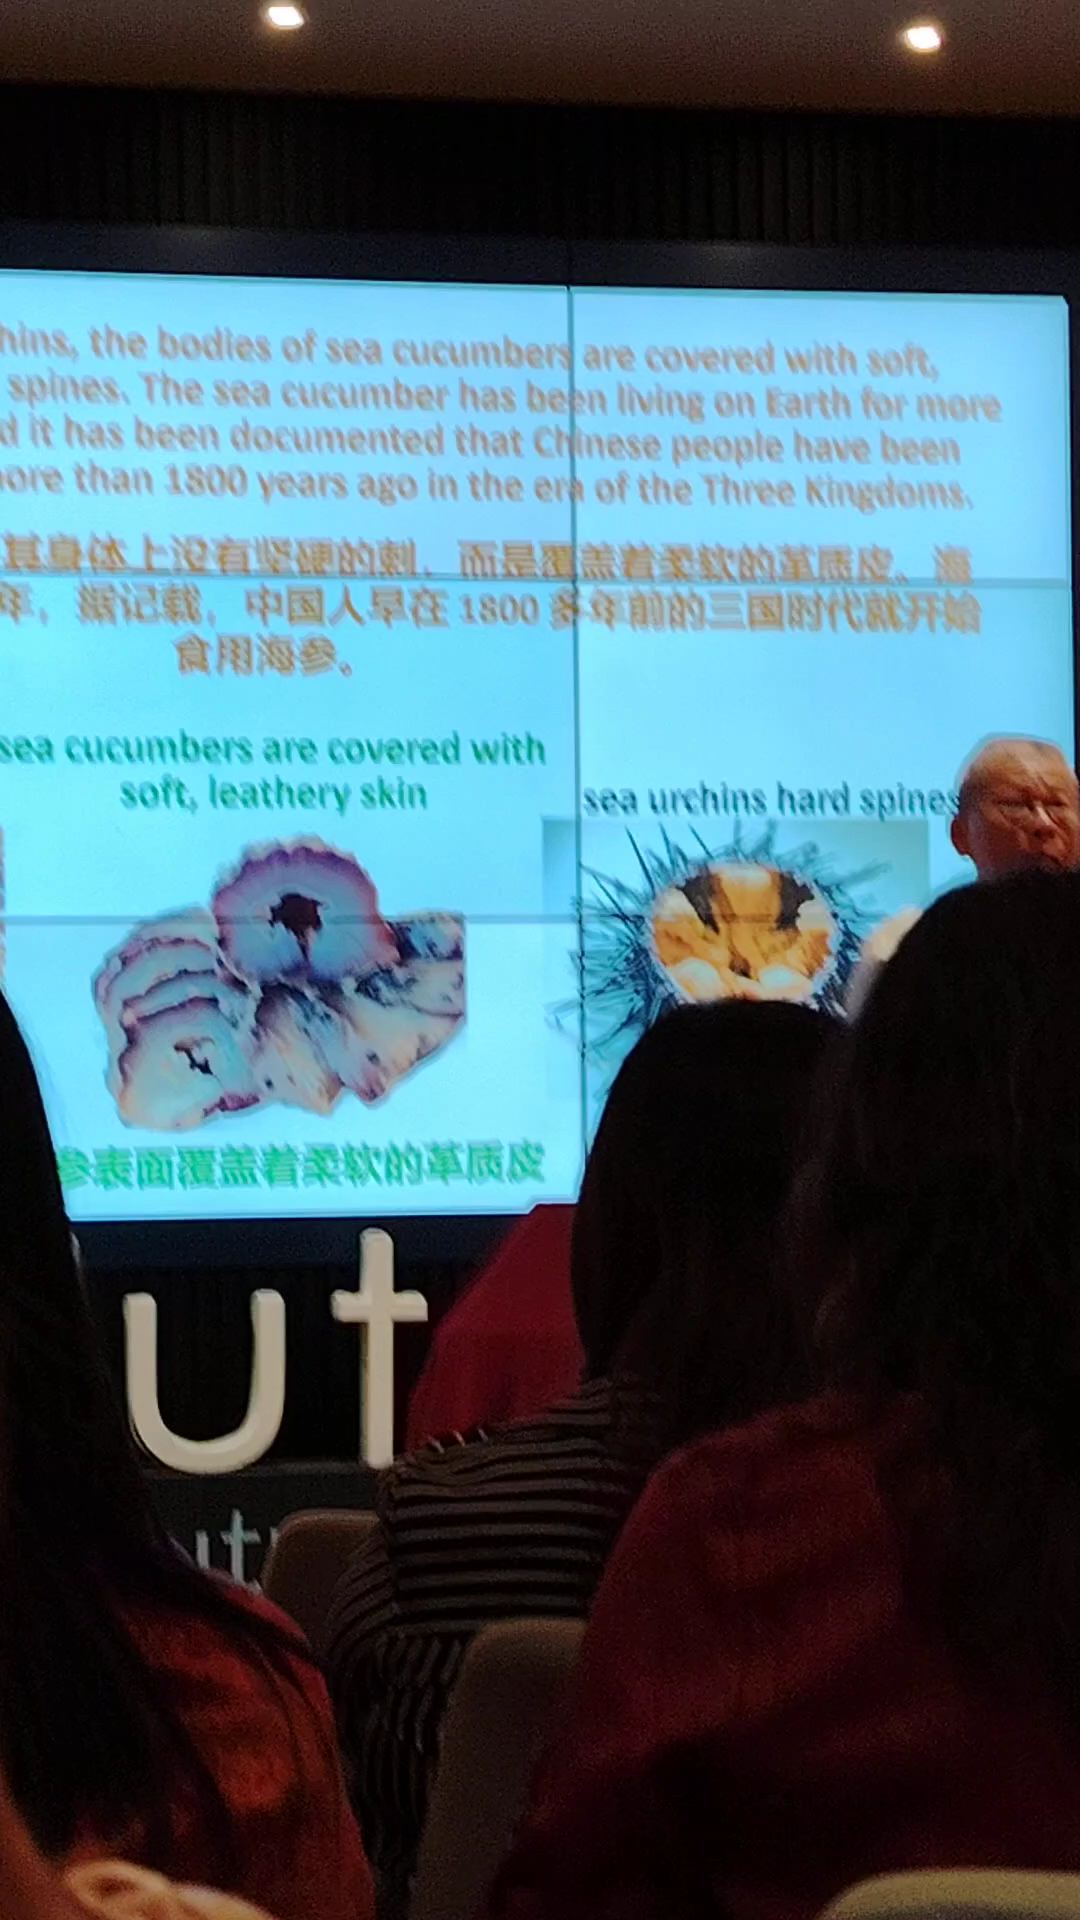 hins, the bodies of sea cucumbers are covered with soft,
spines. The sea cucumber has been living on Earth for more
d it has been documented that Chinese people have been
ore than 1800 years ago in the era of the Three Kingdoms.
其身体上没有坚硬的刺，而是覆盖着柔软的革质皮。海
年，据记载，中国人早在 1800 多年前的三国时代就开始
食用海参。
sea cucumbers are covered with
soft, leathery skin
sea urchins hard spines
参表面覆盖着柔软的革质皮
ut
ut